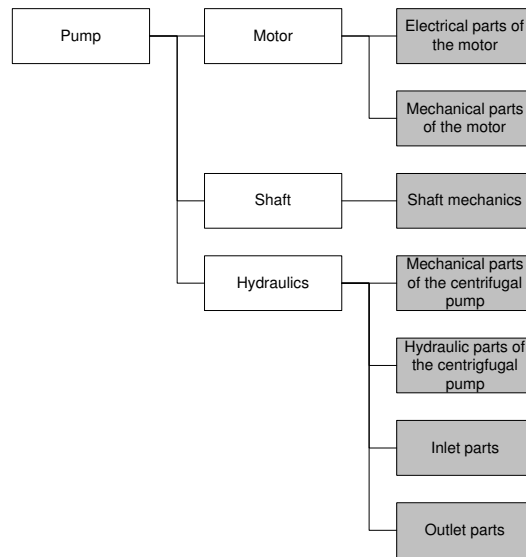 Pump
Motor
Electrical parts of
the motor
Mechanical parts
of the motor
Shaft
Shaft mechanics
Hydraulics
Mechanical parts
of the centrifugal
pump
Hydraulic parts of
the centrigfugal
pump
Inlet parts
Outlet parts